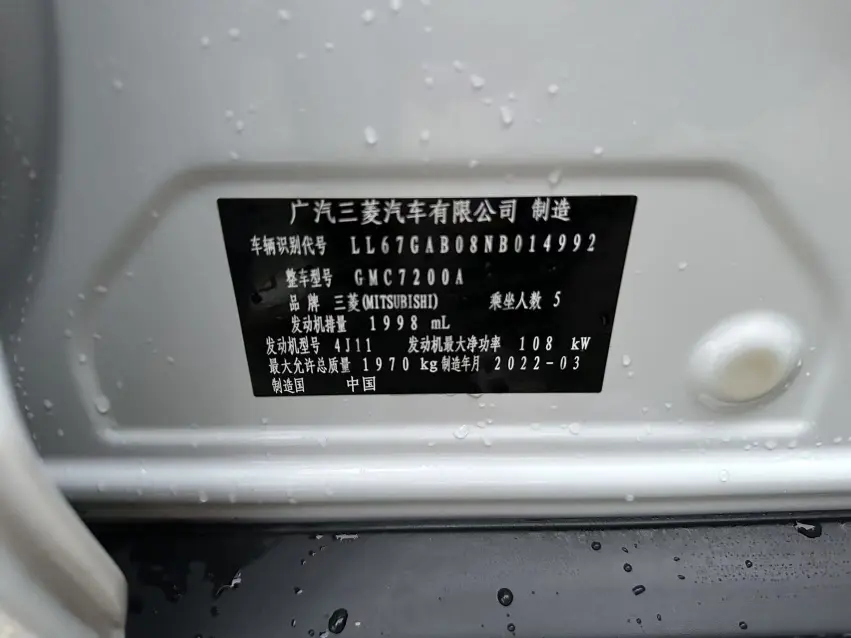 广汽三菱汽车有限公司 制造
车辆识别代号 LL67GAB08NB014992
整车型号 GMC7200A
品牌 三菱(MITSUBISHI) 乘坐人数 5
发动机排量 1998 mL
发动机型号 4J11 发动机最大净功率 108 kW
最大允许总质量 1970 kg 制造年月 2022-03
制造国 中国